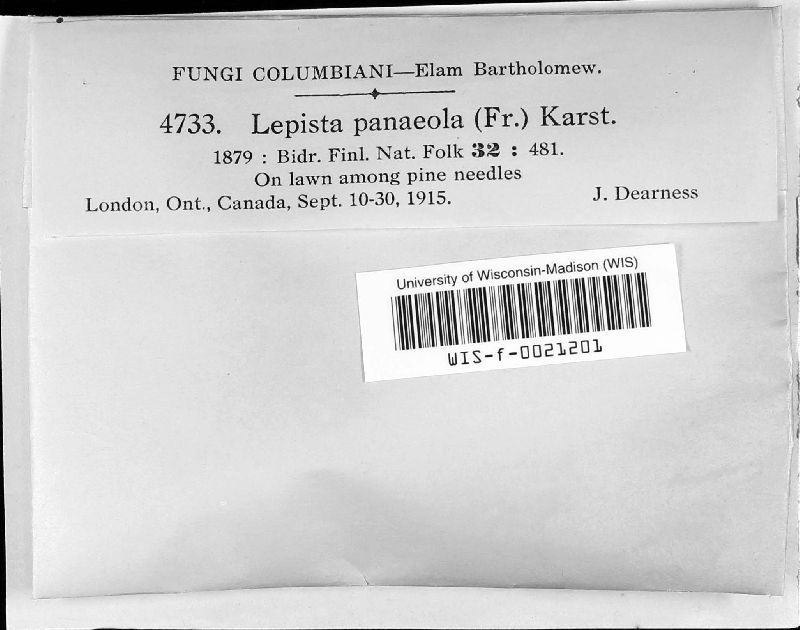 FUNGI COLUMBIANI—Elam Bartholomew.
4733. Lepista panaeola (Fr.) Karst.
1879 : Bidr. Finl. Nat. Folk 32 : 481.
On lawn among pine needles
London, Ont., Canada, Sept. 10-30, 1915. J. Dearness
University of Wisconsin-Madison (WIS)
WIS-f-0021201